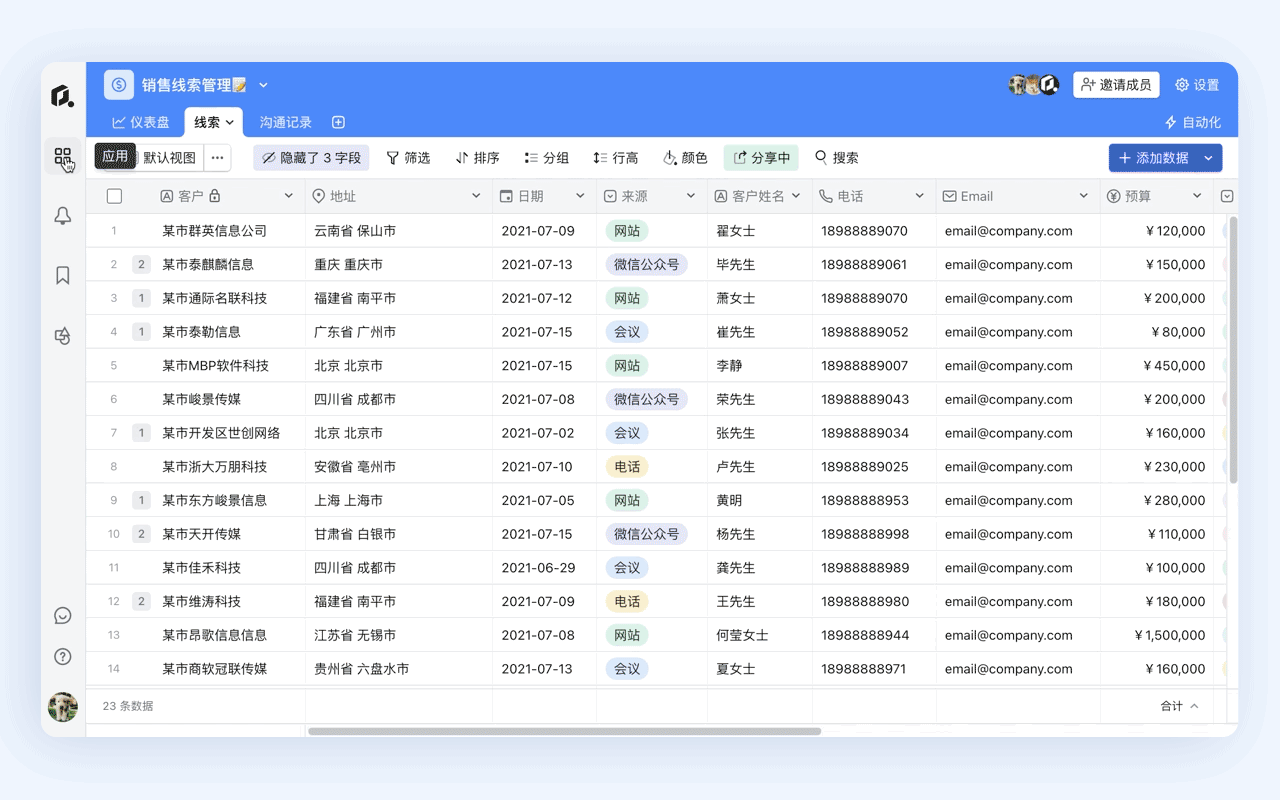 销售线索管理📝
邀请成员 设置
仪表盘 线索 沟通记录 自动化
应用 默认视图 ··· 隐藏了 3 字段 筛选 排序 分组 行高 颜色 分享中 搜索 添加数据
客户 地址 日期 来源 客户姓名 电话 Email 预算
1 某市群英信息公司 云南省 保山市 2021-07-09 网站 翟女士 18988889070 email@company.com ¥120,000
2 2 某市泰麒麟信息 重庆 重庆市 2021-07-13 微信公众号 毕先生 18988889061 email@company.com ¥150,000
3 1 某市通际名联科技 福建省 南平市 2021-07-12 网站 萧女士 18988889070 email@company.com ¥200,000
4 1 某市泰勒信息 广东省 广州市 2021-07-15 会议 崔先生 18988889052 email@company.com ¥80,000
5 某市MBP软件科技 北京 北京市 2021-07-15 网站 李静 18988889007 email@company.com ¥450,000
6 某市峻景传媒 四川省 成都市 2021-07-08 微信公众号 荣先生 18988889043 email@company.com ¥200,000
7 1 某市开发区世创网络 北京 北京市 2021-07-02 会议 张先生 18988889034 email@company.com ¥160,000
8 某市浙大万朋科技 安徽省 亳州市 2021-07-10 电话 卢先生 18988889025 email@company.com ¥230,000
9 1 某市东方峻景信息 上海 上海市 2021-07-05 网站 黄明 18988888953 email@company.com ¥280,000
10 2 某市天开传媒 甘肃省 白银市 2021-07-15 微信公众号 杨先生 18988888998 email@company.com ¥110,000
11 某市佳禾科技 四川省 成都市 2021-06-29 会议 龚先生 18988888989 email@company.com ¥100,000
12 2 某市维涛科技 福建省 南平市 2021-07-09 电话 王先生 18988888980 email@company.com ¥180,000
13 某市昂歌信息信息 江苏省 无锡市 2021-07-08 网站 何莹女士 18988888944 email@company.com ¥1,500,000
14 某市商软冠联传媒 贵州省 六盘水市 2021-07-13 会议 夏女士 18988888971 email@company.com ¥160,000
23 条数据 合计